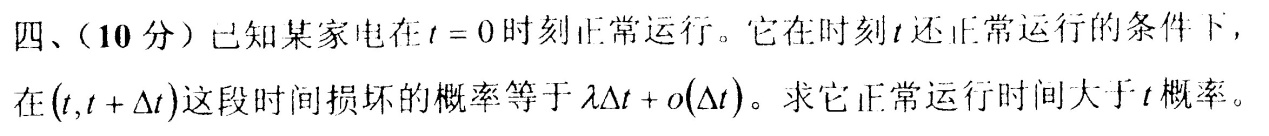 四、（10 分）已知某家电在 t = 0 时刻正常运行。它在时刻 t 还正常运行的条件下，
在 (t, t + Δt) 这段时间损坏的概率等于 λΔt + o(Δt)。求它正常运行时间大于 t 概率。